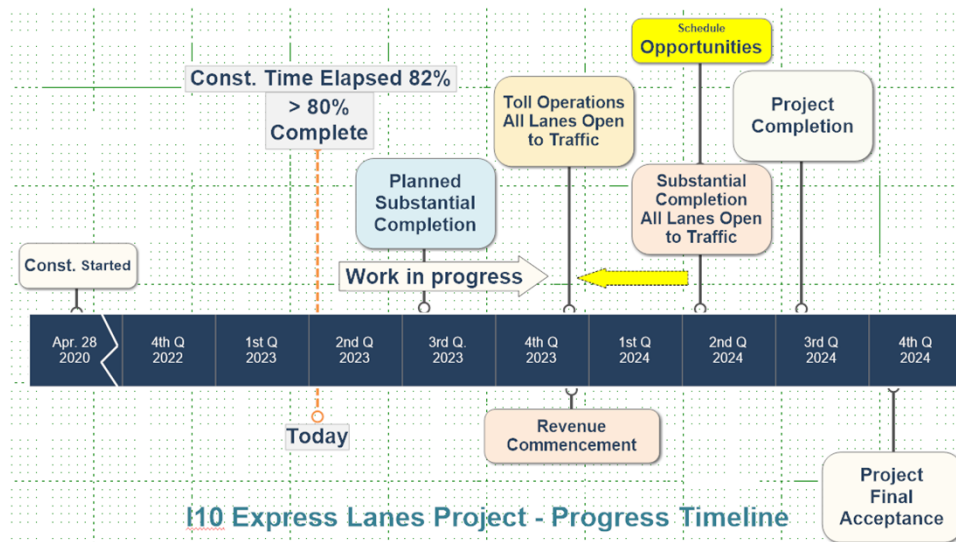 Schedule
Opportunities
Const. Time Elapsed 82%
> 80%
Complete
Toll Operations
All Lanes Open
to Traffic
Project
Completion
Planned
Substantial
Completion
Substantial
Completion
All Lanes Open
to Traffic
Const. Started
Work in progress
Apr. 28
2020
4th Q
2022
1st Q
2023
2nd Q
2023
3rd Q.
2023
4th Q
2023
1st Q
2024
2nd Q
2024
3rd Q
2024
4th Q
2024
Today
Revenue
Commencement
Project
Final
Acceptance
I10 Express Lanes Project - Progress Timeline